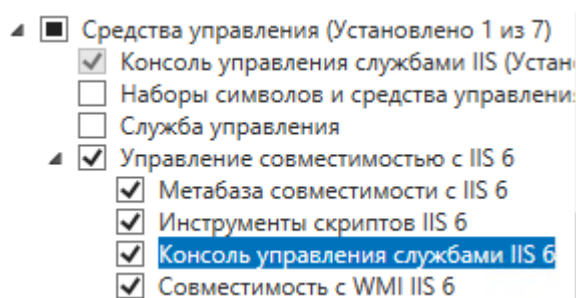 Средства управления (Установлено 1 из 7)
Консоль управления службами IIS (Устан
Наборы символов и средства управлени
Служба управления
Управление совместимостью с IIS 6
Метабаза совместимости с IIS 6
Инструменты скриптов IIS 6
Консоль управления службами IIS 6
Совместимость с WMI IIS 6